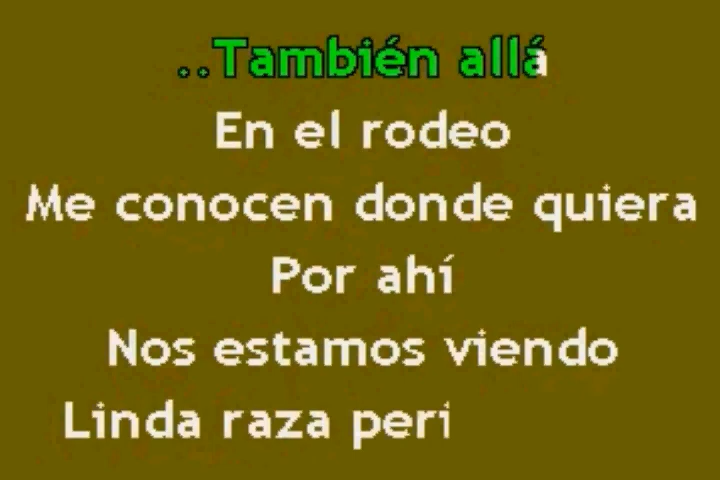 ..También allá
En el rodeo
Me conocen donde quiera
Por ahí
Nos estamos viendo
Linda raza peri